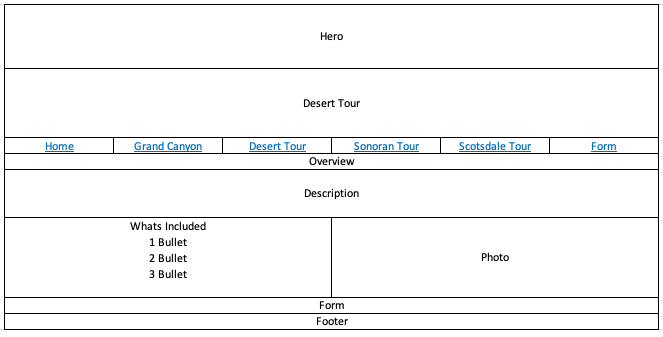 Hero
Desert Tour
Home Grand Canyon Desert Tour Sonoran Tour Scotsdale Tour Form
Overview
Description
Whats Included
1 Bullet
2 Bullet
3 Bullet
Photo
Form
Footer